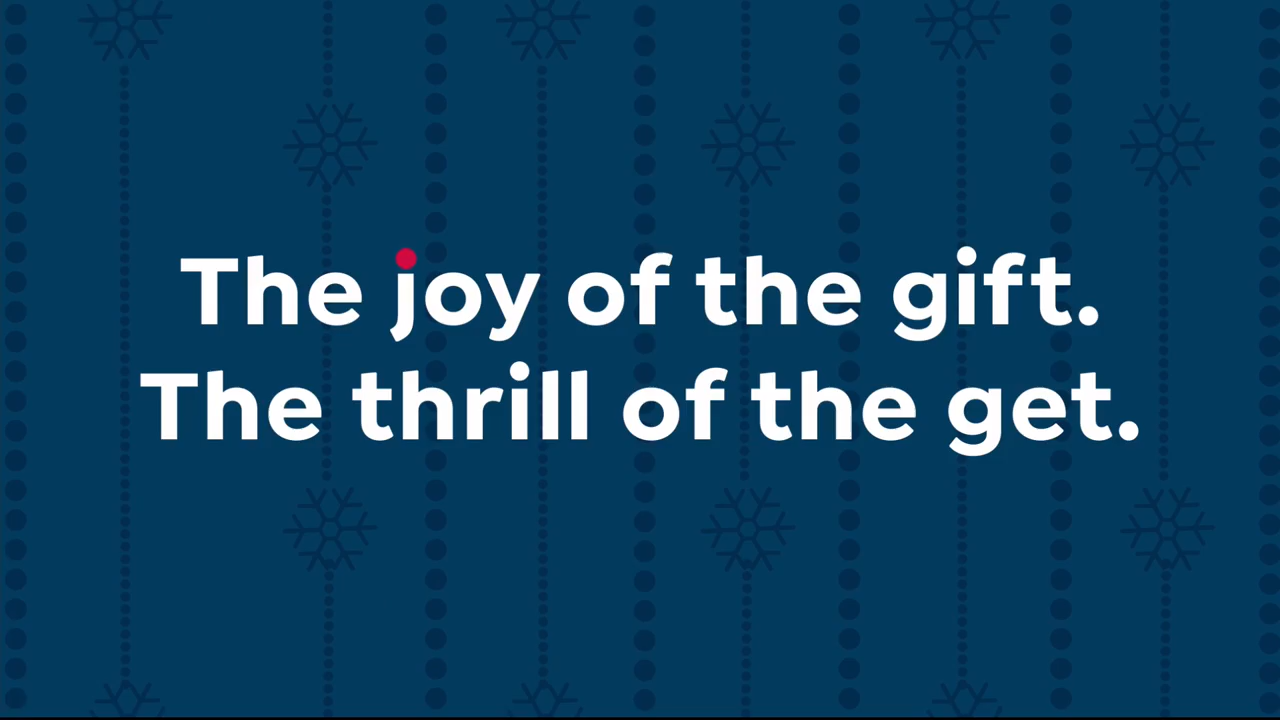 The joy of the gift.
The thrill of the get.